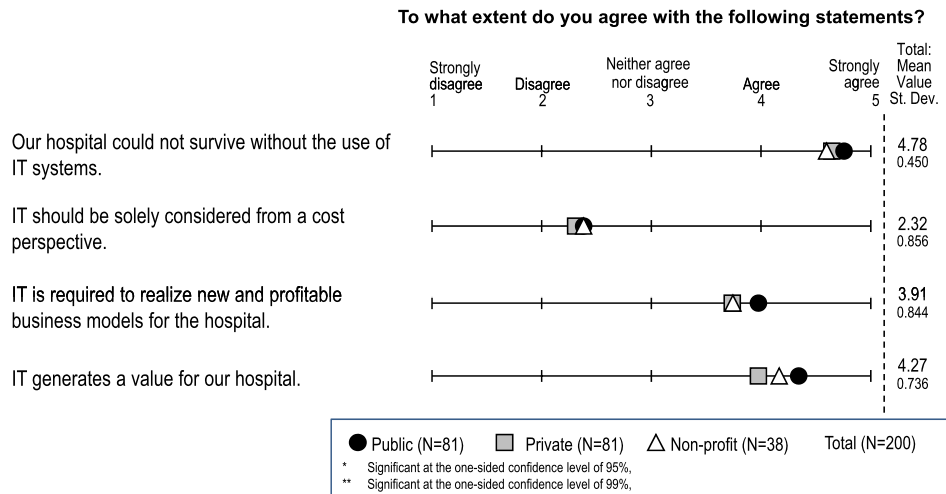 To what extent do you agree with the following statements?
Strongly
disagree
1
Disagree
2
Neither agree
nor disagree
3
Agree
4
Strongly
agree
5
Total:
Mean
Value
St. Dev.
Our hospital could not survive without the use of
IT systems.
4.78
0.450
IT should be solely considered from a cost
perspective.
2.32
0.856
IT is required to realize new and profitable
business models for the hospital.
3.91
0.844
IT generates a value for our hospital.
4.27
0.736
Public (N=81) Private (N=81) Non-profit (N=38) Total (N=200)
* Significant at the one-sided confidence level of 95%,
** Significant at the one-sided confidence level of 99%,